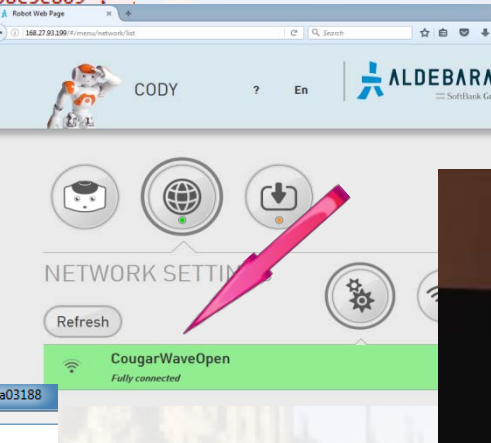 Robot Web Page
168.27.93.199/#/menu/network/list
Search
CODY
?
En
ALDEBARA
SoftBank Gr
NETWORK SETTIN
Refresh
CougarWaveOpen
Fully connected
a03188